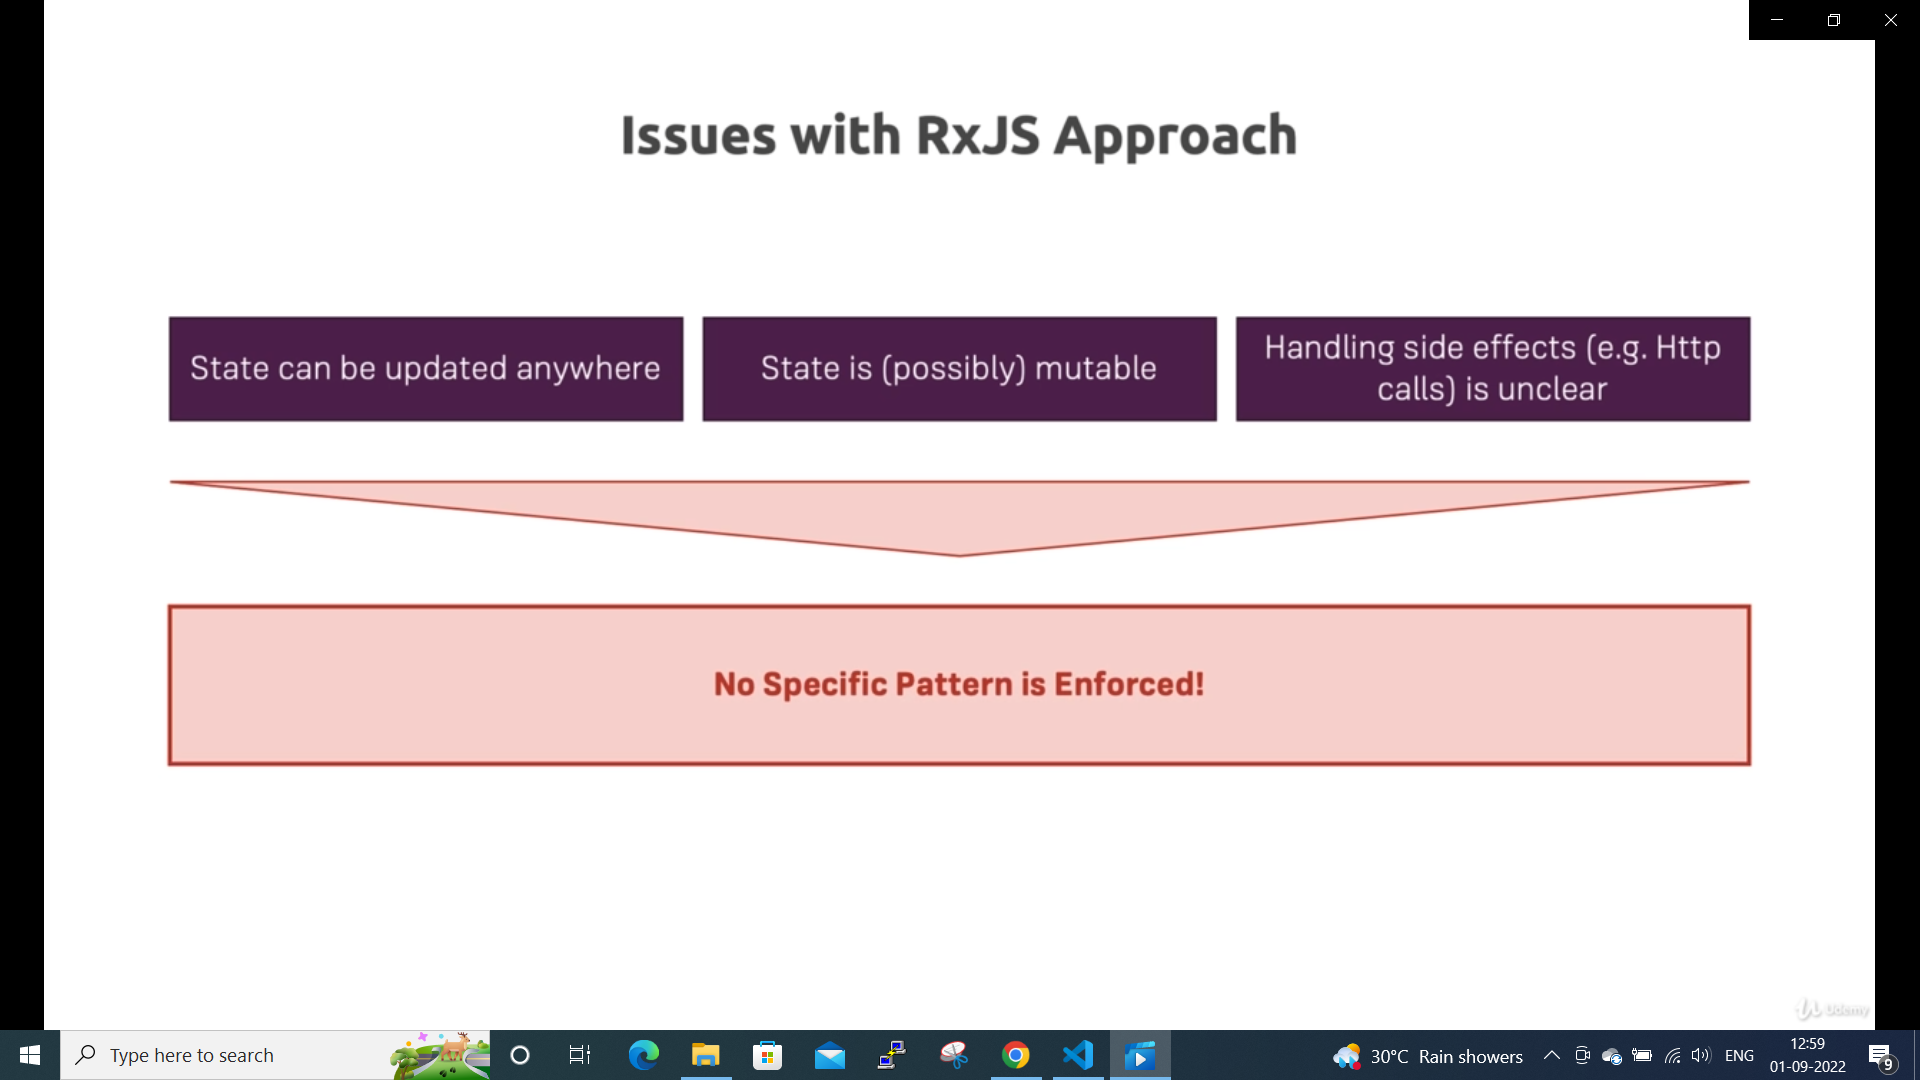 Issues with RxJS Approach
State can be updated anywhere
State is (possibly) mutable
Handling side effects (e.g. Http
calls) is unclear
No Specific Pattern is Enforced!
Udemy
Type here to search
30°C Rain showers
ENG
12:59
01-09-2022
9